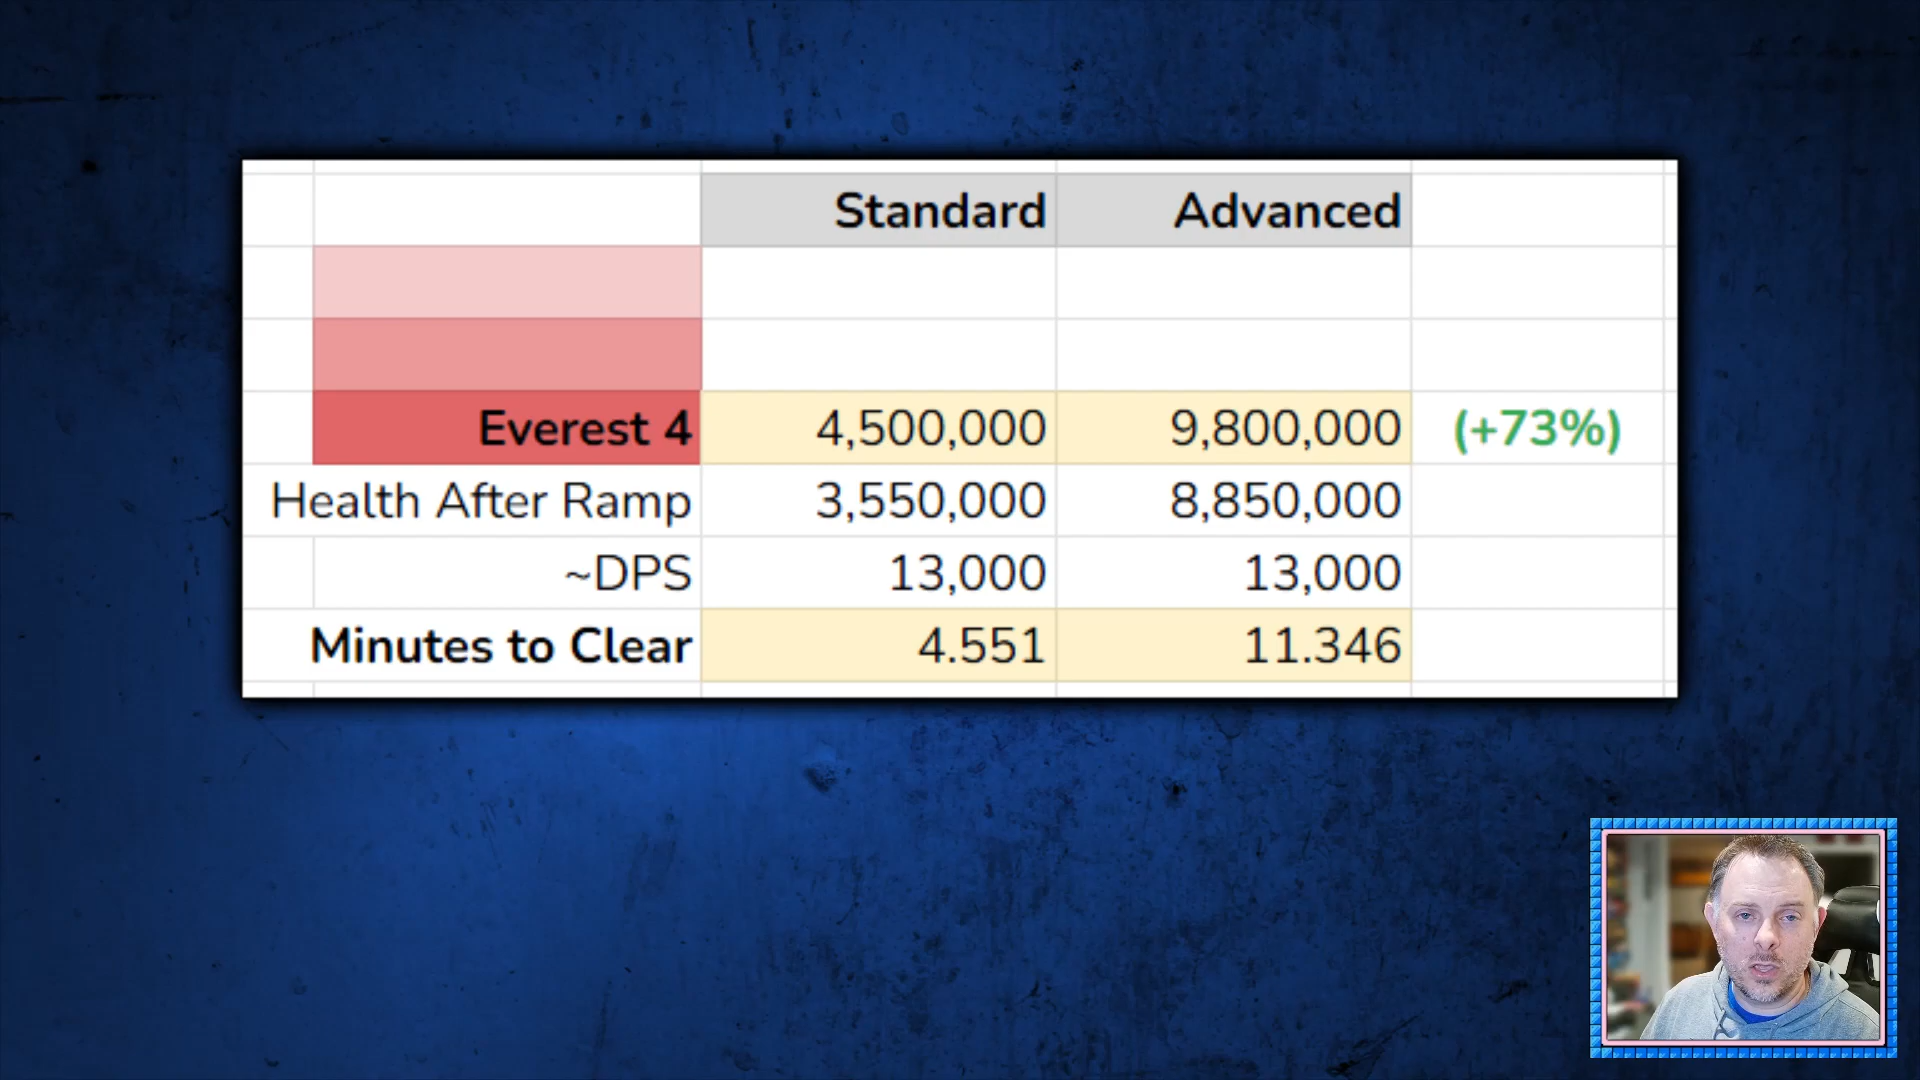 Standard Advanced
Everest 4 4,500,000 9,800,000 (+73%)
Health After Ramp 3,550,000 8,850,000
~DPS 13,000 13,000
Minutes to Clear 4.551 11.346